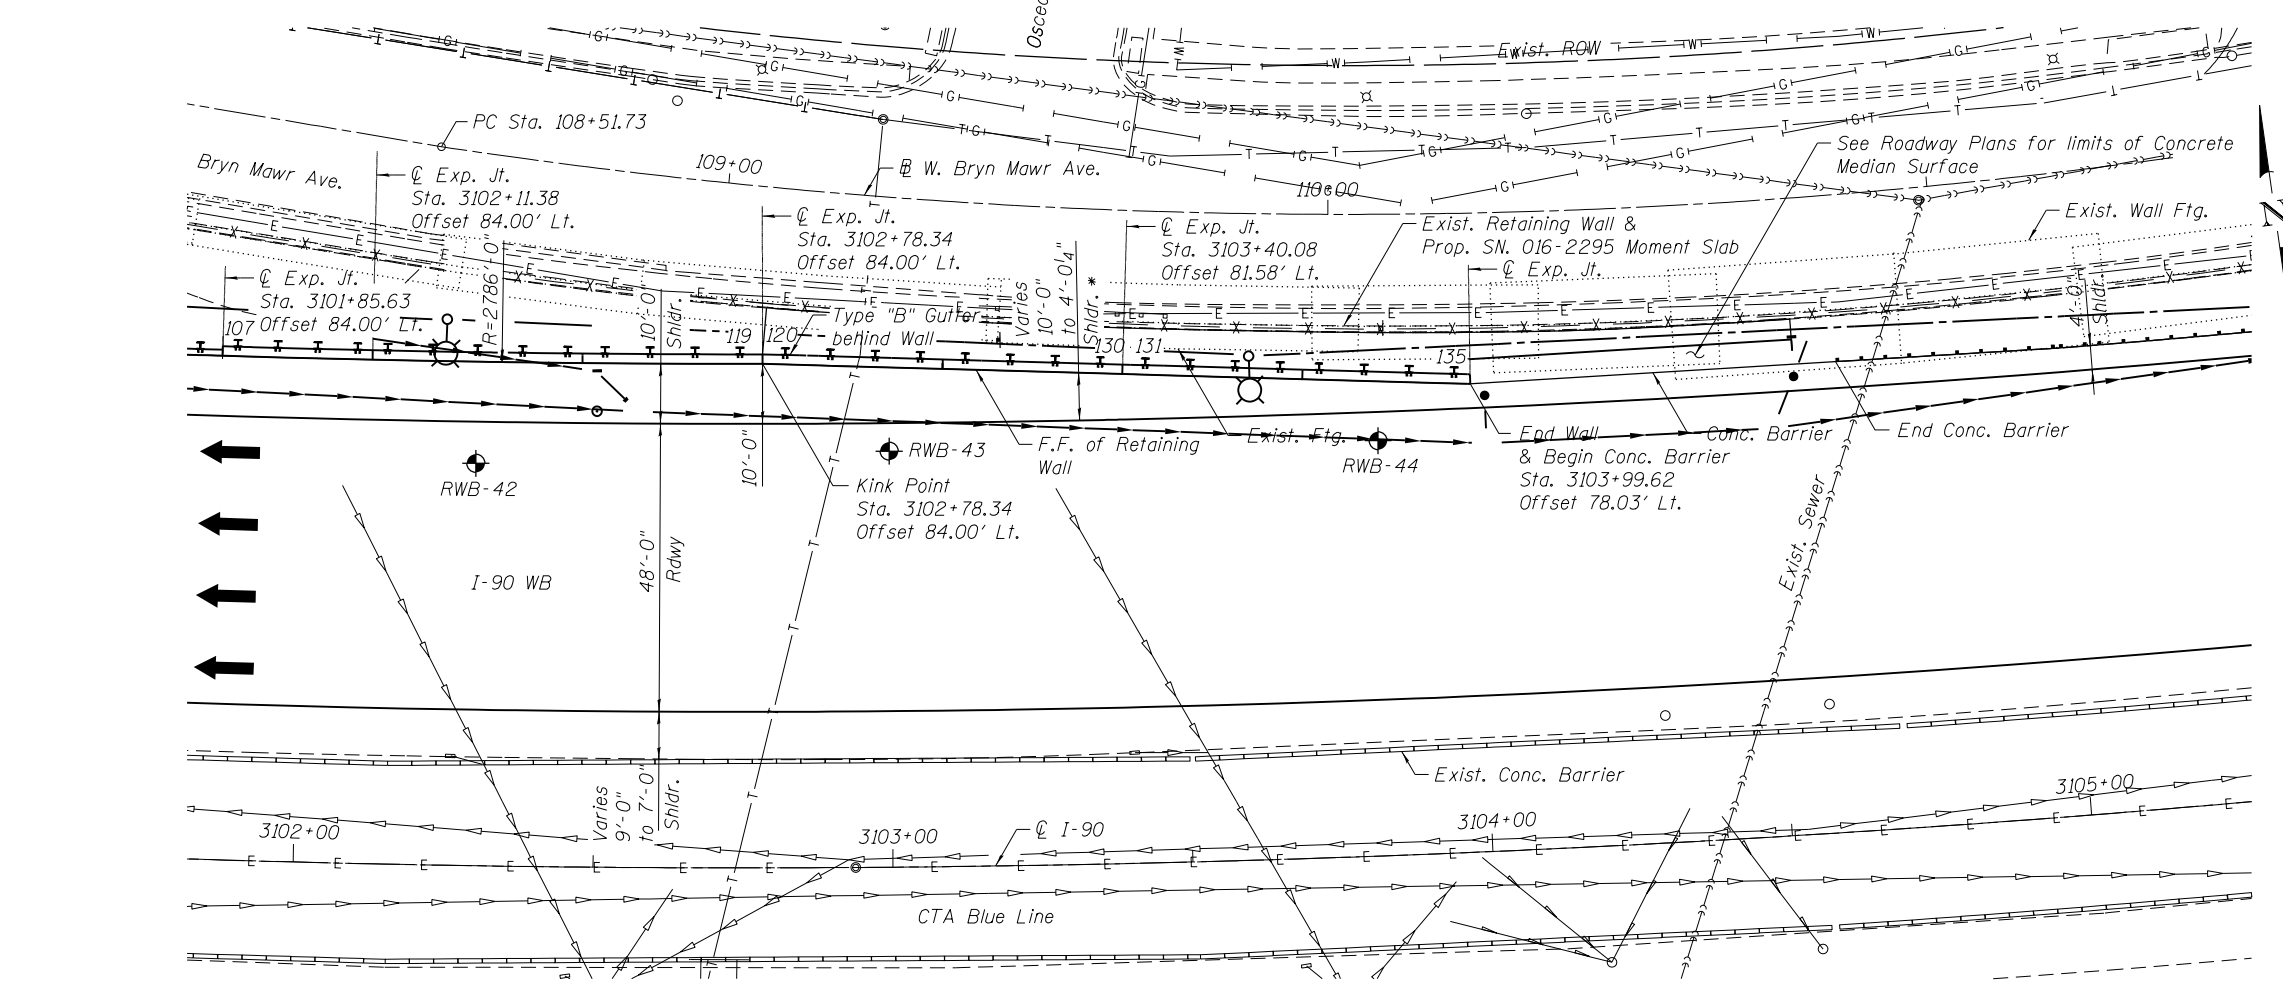 Exist. ROW
PC Sta. 108+51.73
109+00
℄ W. Bryn Mawr Ave.
110+00
See Roadway Plans for limits of Concrete
Median Surface
Bryn Mawr Ave.
℄ Exp. Jt.
Sta. 3102+11.38
Offset 84.00' Lt.
℄ Exp. Jt.
Sta. 3102+78.34
Offset 84.00' Lt.
℄ Exp. Jt.
Sta. 3103+40.08
Offset 81.58' Lt.
Exist. Retaining Wall &
Prop. SN. 016-2295 Moment Slab
Exist. Wall Ftg.
℄ Exp. Jt.
℄ Exp. Jt.
Sta. 3101+85.63
Offset 84.00' Lt.
107
R=2786'-0"
10'-0"
Shldr.
119
120
Type "B" Gutter
behind Wall
Varies
10'-0"
to 4'-0¼"
Shldr. *
130
131
135
4'-0"
Shldr.
RWB-42
10'-0"
RWB-43
F.F. of Retaining
Wall
Exist. Ftg.
RWB-44
End Wall
& Begin Conc. Barrier
Sta. 3103+99.62
Offset 78.03' Lt.
Conc. Barrier
End Conc. Barrier
Kink Point
Sta. 3102+78.34
Offset 84.00' Lt.
Exist. Sewer
I-90 WB
48'-0"
Rdwy
Varies
9'-0"
to 7'-0"
Shldr.
Exist. Conc. Barrier
3102+00
3103+00
℄ I-90
3104+00
3105+00
CTA Blue Line